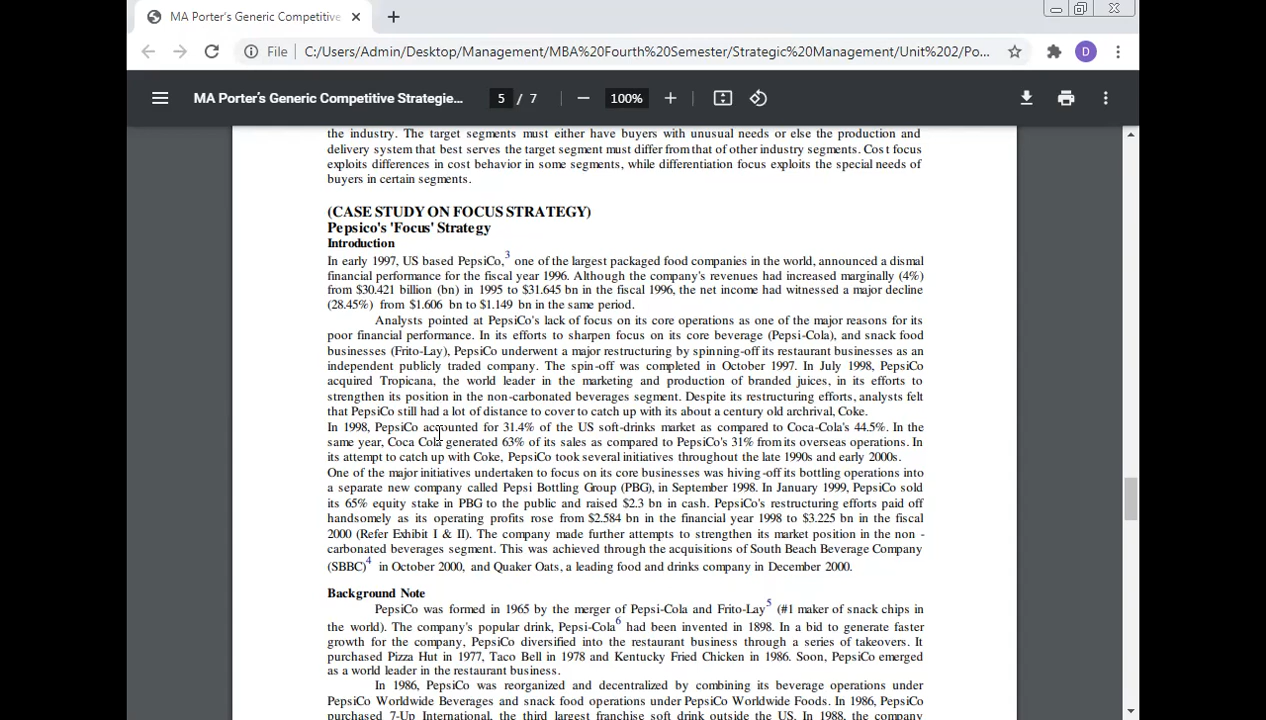 MA Porter's Generic Competitive
File
C:/Users/Admin/Desktop/Management/MBA%20Fourth%20Semester/Strategic%20Management/Unit%202/Po...
D
MA Porter's Generic Competitive Strategie...
5 / 7
100%
the industry. The target segments must either have buyers with unusual needs or else the production and
delivery system that best serves the target segment must differ from that of other industry segments. Cost focus
exploits differences in cost behavior in some segments, while differentiation focus exploits the special needs of
buyers in certain segments.
(CASE STUDY ON FOCUS STRATEGY)
Pepsico's 'Focus' Strategy
Introduction
In early 1997, US based PepsiCo,3 one of the largest packaged food companies in the world, announced a dismal
financial performance for the fiscal year 1996. Although the company's revenues had increased marginally (4%)
from $30.421 billion (bn) in 1995 to $31.645 bn in the fiscal 1996, the net income had witnessed a major decline
(28.45%) from $1.606 bn to $1.149 bn in the same period.
Analysts pointed at PepsiCo's lack of focus on its core operations as one of the major reasons for its
poor financial performance. In its efforts to sharpen focus on its core beverage (Pepsi-Cola), and snack food
businesses (Frito-Lay), PepsiCo underwent a major restructuring by spinning-off its restaurant businesses as an
independent publicly traded company. The spin-off was completed in October 1997. In July 1998, PepsiCo
acquired Tropicana, the world leader in the marketing and production of branded juices, in its efforts to
strengthen its position in the non-carbonated beverages segment. Despite its restructuring efforts, analysts felt
that PepsiCo still had a lot of distance to cover to catch up with its about a century old archrival, Coke.
In 1998, PepsiCo accounted for 31.4% of the US soft-drinks market as compared to Coca-Cola's 44.5%. In the
same year, Coca Cola generated 63% of its sales as compared to PepsiCo's 31% from its overseas operations. In
its attempt to catch up with Coke, PepsiCo took several initiatives throughout the late 1990s and early 2000s.
One of the major initiatives undertaken to focus on its core businesses was hiving-off its bottling operations into
a separate new company called Pepsi Bottling Group (PBG), in September 1998. In January 1999, PepsiCo sold
its 65% equity stake in PBG to the public and raised $2.3 bn in cash. PepsiCo's restructuring efforts paid off
handsomely as its operating profits rose from $2.584 bn in the financial year 1998 to $3.225 bn in the fiscal
2000 (Refer Exhibit I & II). The company made further attempts to strengthen its market position in the non -
carbonated beverages segment. This was achieved through the acquisitions of South Beach Beverage Company
(SBBC)4 in October 2000, and Quaker Oats, a leading food and drinks company in December 2000.
Background Note
PepsiCo was formed in 1965 by the merger of Pepsi-Cola and Frito-Lay5 (#1 maker of snack chips in
the world). The company's popular drink, Pepsi-Cola6 had been invented in 1898. In a bid to generate faster
growth for the company, PepsiCo diversified into the restaurant business through a series of takeovers. It
purchased Pizza Hut in 1977, Taco Bell in 1978 and Kentucky Fried Chicken in 1986. Soon, PepsiCo emerged
as a world leader in the restaurant business.
In 1986, PepsiCo was reorganized and decentralized by combining its beverage operations under
PepsiCo Worldwide Beverages and snack food operations under PepsiCo Worldwide Foods. In 1986, PepsiCo
purchased 7-Up International, the third largest franchise soft drink outside the US. In 1988, the company